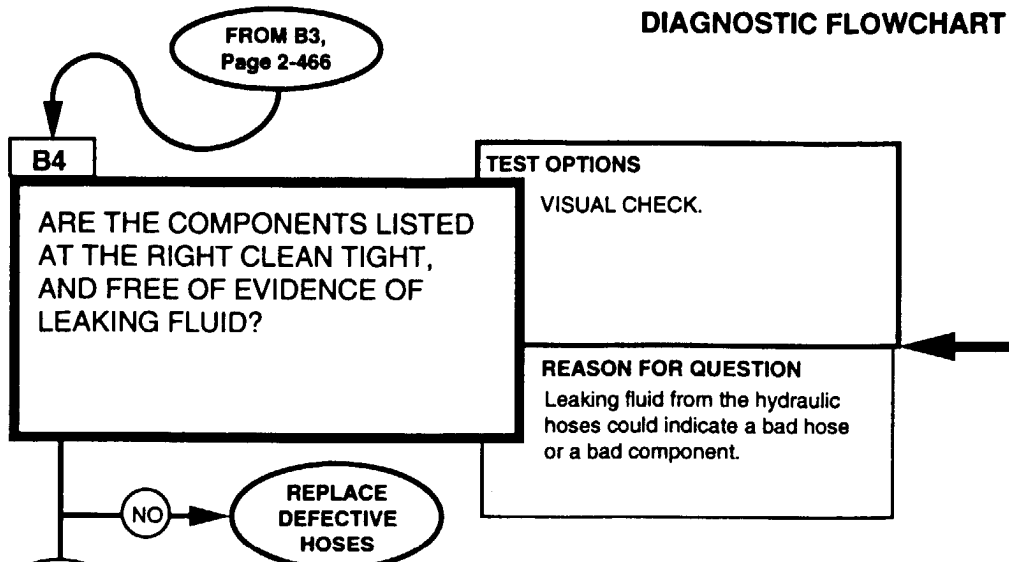 DIAGNOSTIC FLOWCHART
FROM B3,
Page 2-466
B4
ARE THE COMPONENTS LISTED
AT THE RIGHT CLEAN TIGHT,
AND FREE OF EVIDENCE OF
LEAKING FLUID?
TEST OPTIONS
VISUAL CHECK.
REASON FOR QUESTION
Leaking fluid from the hydraulic
hoses could indicate a bad hose
or a bad component.
NO
REPLACE
DEFECTIVE
HOSES